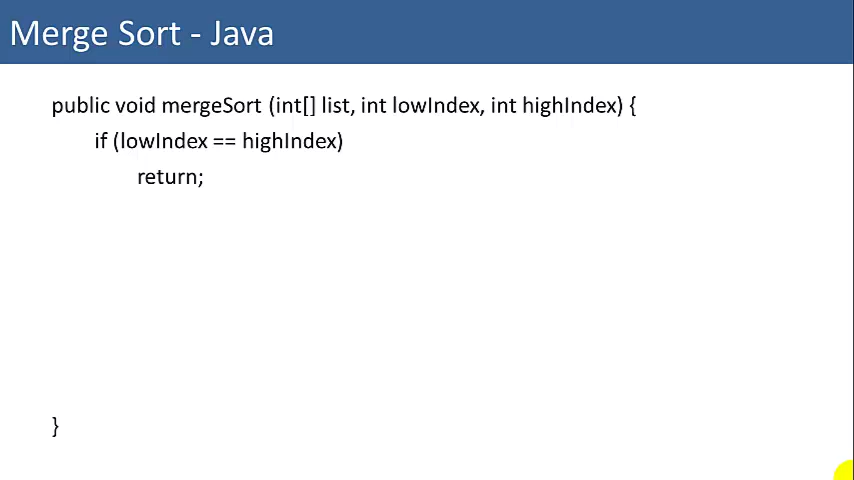 Merge Sort - Java
public void mergeSort (int[] list, int lowIndex, int highIndex) {
if (lowIndex == highIndex)
return;
}